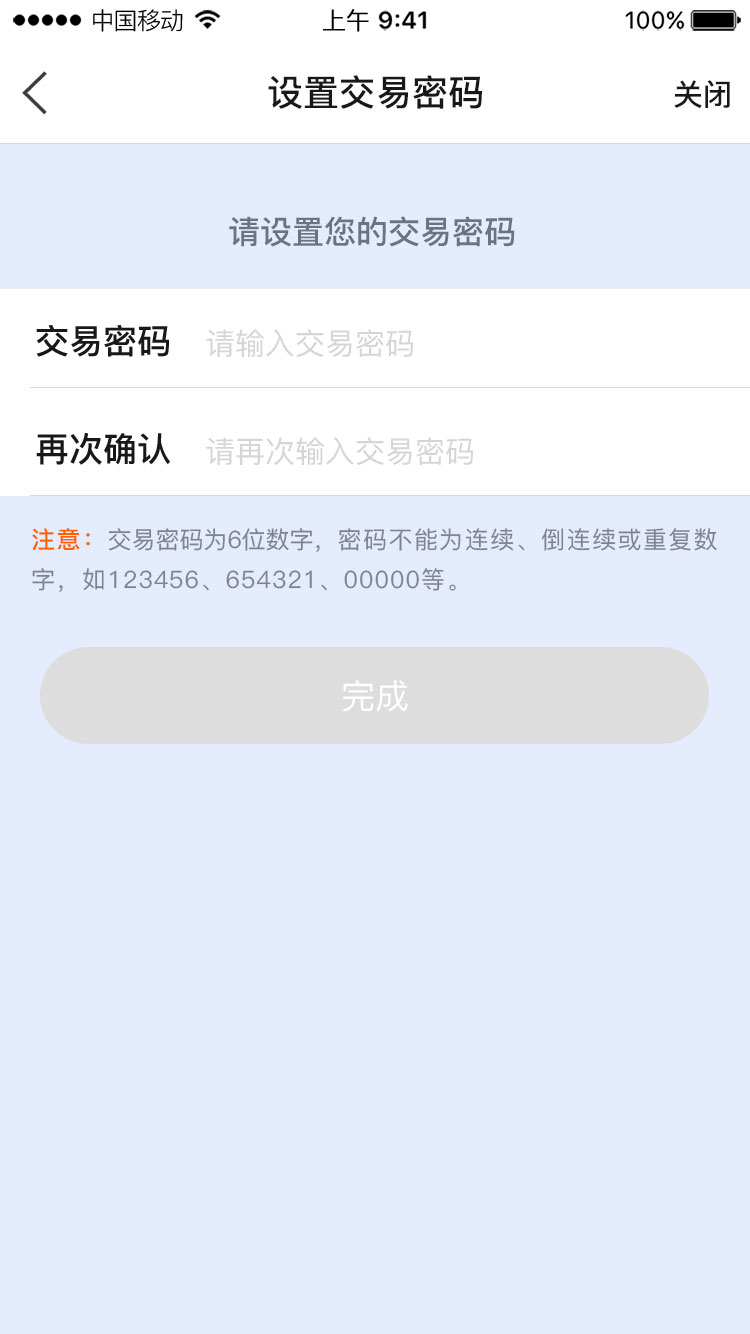 中国移动 上午 9:41 100%
设置交易密码 关闭
请设置您的交易密码
交易密码 请输入交易密码
再次确认 请再次输入交易密码
注意：交易密码为6位数字，密码不能为连续、倒连续或重复数
字，如123456、654321、00000等。
完成